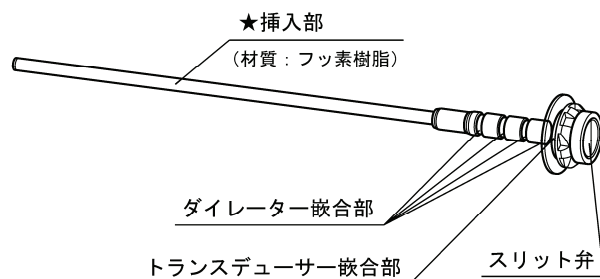 ★挿入部
(材質：フッ素樹脂)
ダイレーター嵌合部
トランスデューサー嵌合部
スリット弁